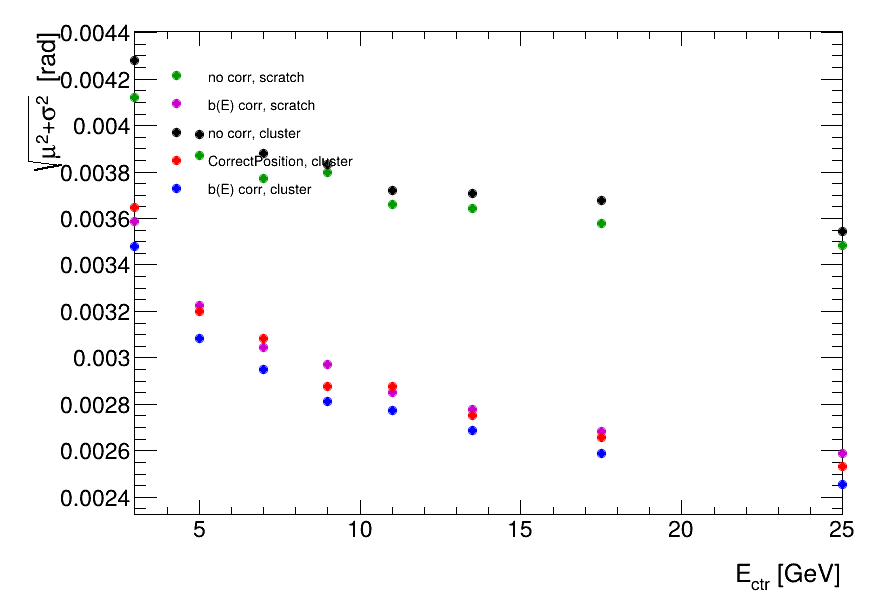 0.0044
0.0042
0.004
0.0038
0.0036
0.0034
0.0032
0.003
0.0028
0.0026
0.0024
√μ²+σ² [rad]
no corr, scratch
b(E) corr, scratch
no corr, cluster
CorrectPosition, cluster
b(E) corr, cluster
5 10 15 20 25
E_ctr [GeV]